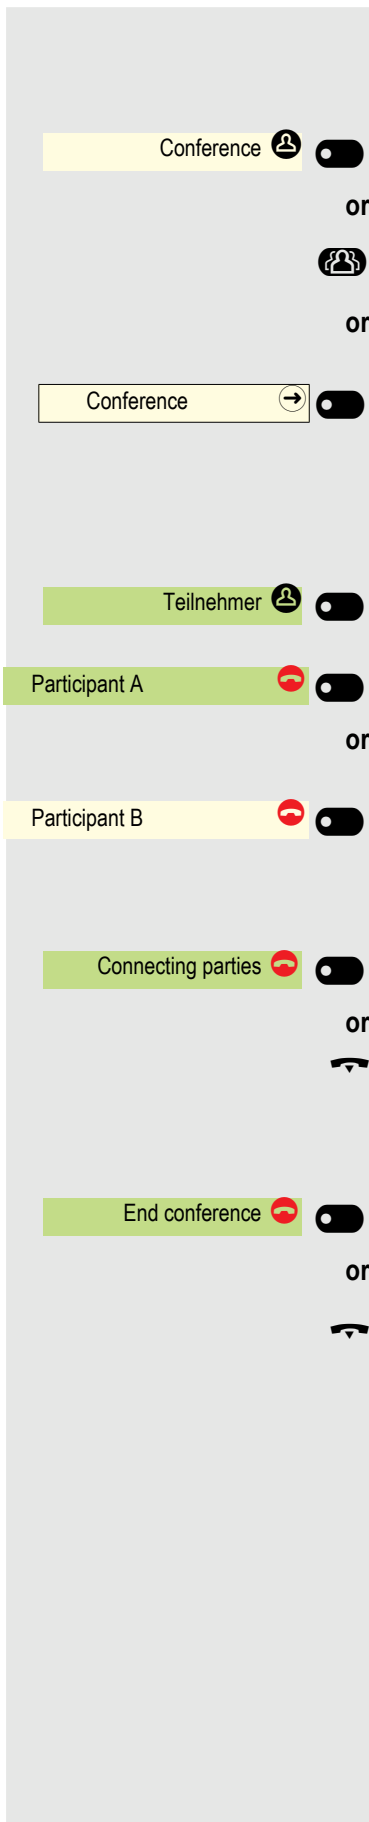 Conference
or
or
Conference
Teilnehmer
Participant A
or
Participant B
Connecting parties
or
End conference
or